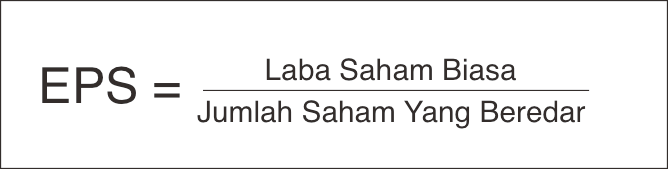 EPS =
Laba Saham Biasa
Jumlah Saham Yang Beredar